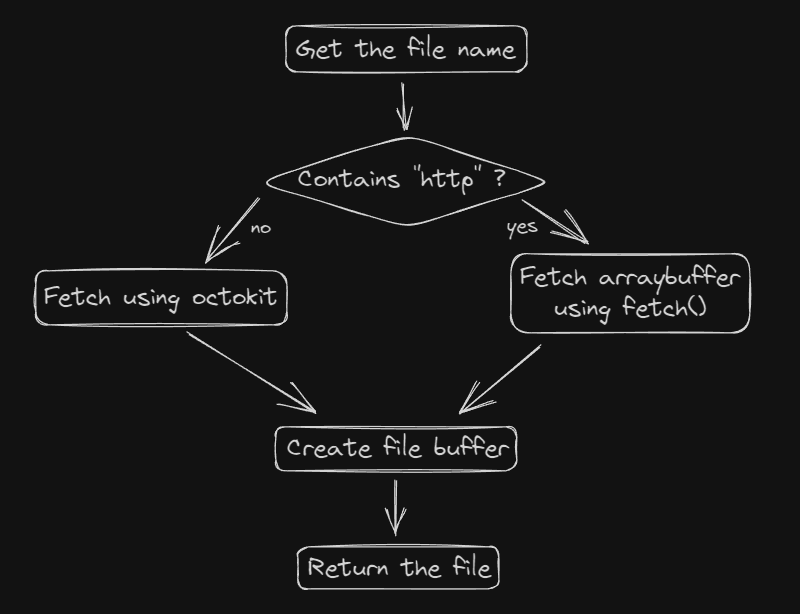 Get the file name
Contains "http" ?
no
yes
Fetch using octokit
Fetch arraybuffer
using fetch()
Create file buffer
Return the file